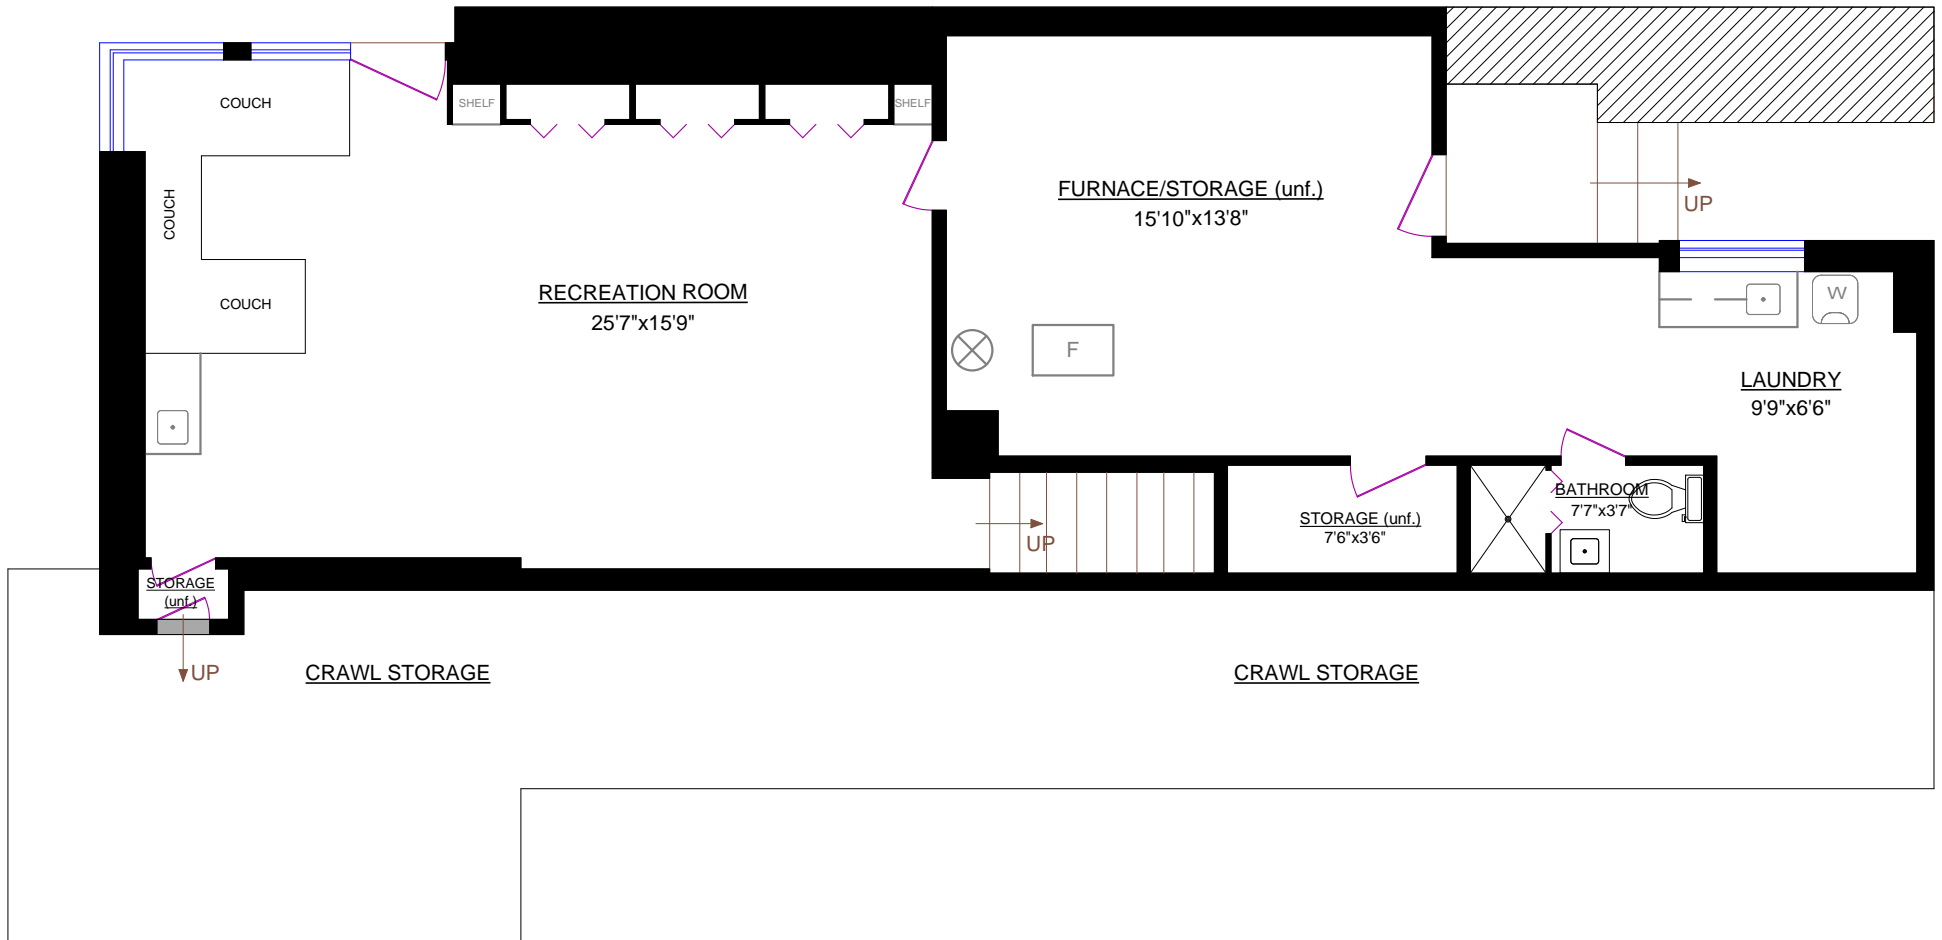 COUCH
SHELF
SHELF
COUCH
FURNACE/STORAGE (unf.)
15'10"x13'8"
UP
COUCH
RECREATION ROOM
25'7"x15'9"
W
F
LAUNDRY
9'9"x6'6"
BATHROOM
7'7"x3'7"
STORAGE (unf.)
7'6"x3'6"
UP
STORAGE
(unf.)
UP
CRAWL STORAGE
CRAWL STORAGE